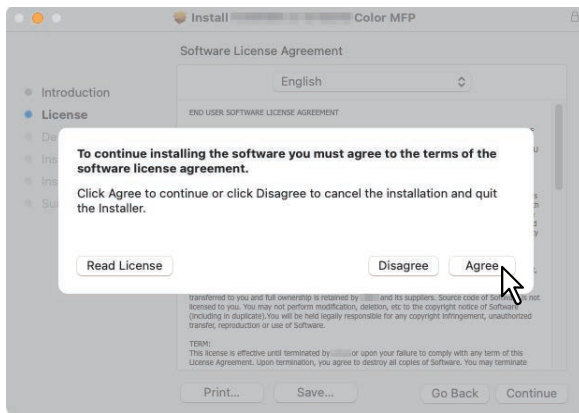 Install Color MFP
Software License Agreement
English
Introduction
License
END USER SOFTWARE LICENSE AGREEMENT
De
Ins
Ins
Su
To continue installing the software you must agree to the terms of the
software license agreement.
Click Agree to continue or click Disagree to cancel the installation and quit
the Installer.
Read License
Disagree
Agree
transferred to you and full ownership is retained by and its suppliers. Source code of Software is not
licensed to you. You may not perform modification, deletion, etc to the copyright notice of Software
(including in duplicate).You will be held legally responsible for any copyright infringement, unauthorized
transfer, reproduction or use of Software.
TERM:
This license is effective until terminated by or upon your failure to comply with any term of this
License Agreement. Upon termination, you agree to destroy all copies of Software. You may terminate
Print...
Save...
Go Back
Continue